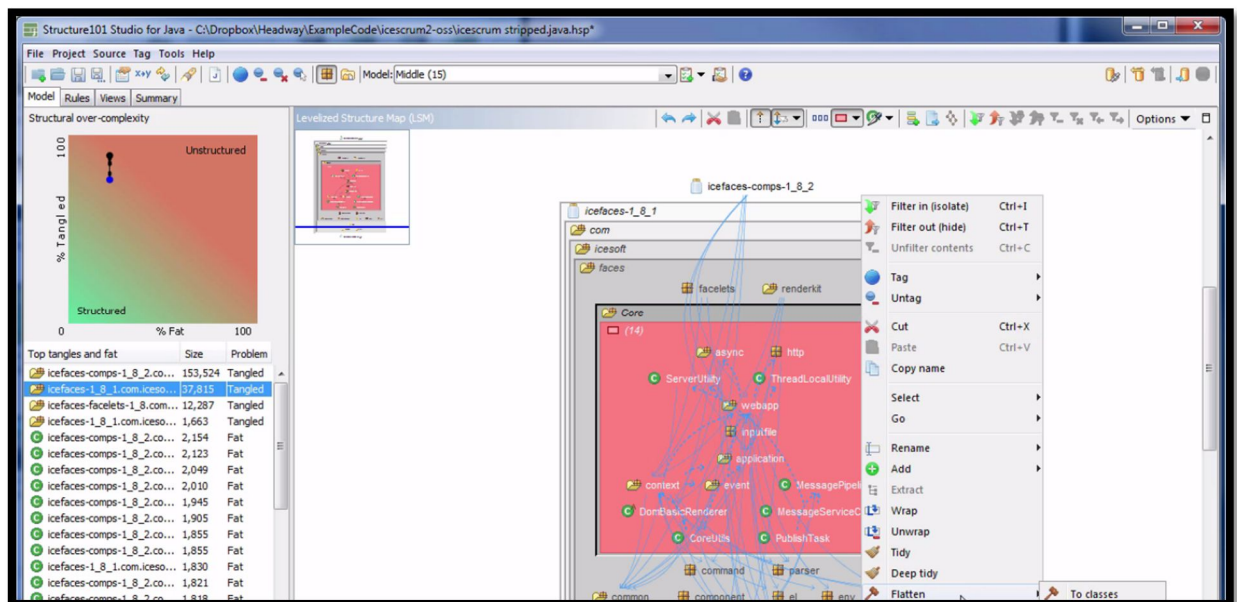 Structure101 Studio for Java - C:\Dropbox\Headway\ExampleCode\icescrum2-oss\icescrum stripped.java.hsp*
File Project Source Tag Tools Help
x+y Model: Middle (15)
Model Rules Views Summary
Structural over-complexity
100
Unstructured
% Tangled
Structured
0 % Fat 100
Top tangles and fat Size Problem
icefaces-comps-1_8_2.co... 153,524 Tangled
icefaces-1_8_1.com.iceso... 37,815 Tangled
icefaces-facelets-1_8.com... 12,287 Tangled
icefaces-1_8_1.com.iceso... 1,663 Tangled
icefaces-comps-1_8_2.co... 2,154 Fat
icefaces-comps-1_8_2.co... 2,123 Fat
icefaces-comps-1_8_2.co... 2,049 Fat
icefaces-comps-1_8_2.co... 2,010 Fat
icefaces-comps-1_8_2.co... 1,945 Fat
icefaces-comps-1_8_2.co... 1,905 Fat
icefaces-comps-1_8_2.co... 1,855 Fat
icefaces-comps-1_8_2.co... 1,855 Fat
icefaces-1_8_1.com.iceso... 1,830 Fat
icefaces-comps-1_8_2.co... 1,821 Fat
icefaces-comps-1_8_2.co... 1,818 Fat
Levelized Structure Map (LSM)
Options
icefaces-comps-1_8_2
icefaces-1_8_1
com
icesoft
faces
facelets renderkit
Core
(14)
async http
ServerUtility ThreadLocalUtility
webapp
inputfile
application
context event MessagePipeli
DomBasicRenderer MessageServiceC
CoreUtils PublishTask
command parser
common component el env
Filter in (isolate) Ctrl+I
Filter out (hide) Ctrl+T
Unfilter contents Ctrl+C
Tag
Untag
Cut Ctrl+X
Paste Ctrl+V
Copy name
Select
Go
Rename
Add
Extract
Wrap
Unwrap
Tidy
Deep tidy
Flatten
To classes